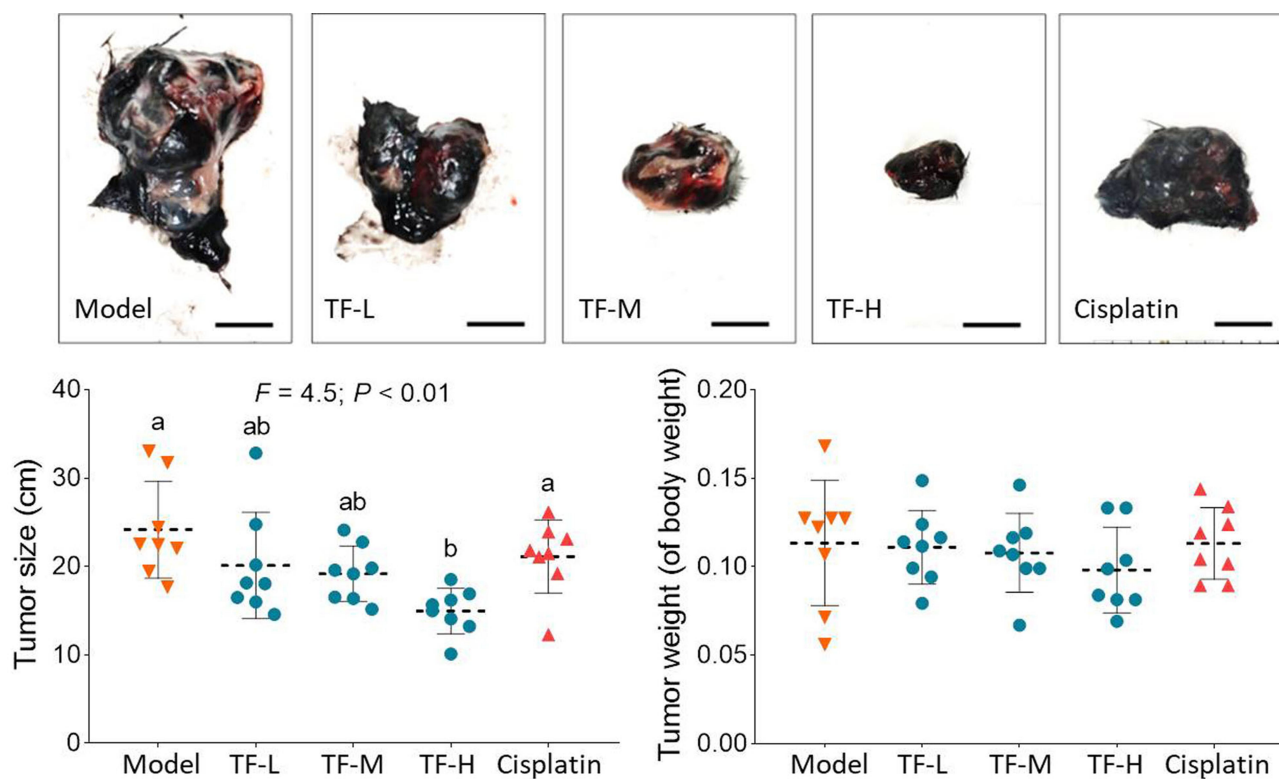 Model
TF-L
TF-M
TF-H
Cisplatin
Tumor size (cm)
40
30
20
10
0
F = 4.5; P < 0.01
a
ab
ab
b
a
Model
TF-L
TF-M
TF-H
Cisplatin
Tumor weight (of body weight)
0.20
0.15
0.10
0.05
0.00
Model
TF-L
TF-M
TF-H
Cisplatin